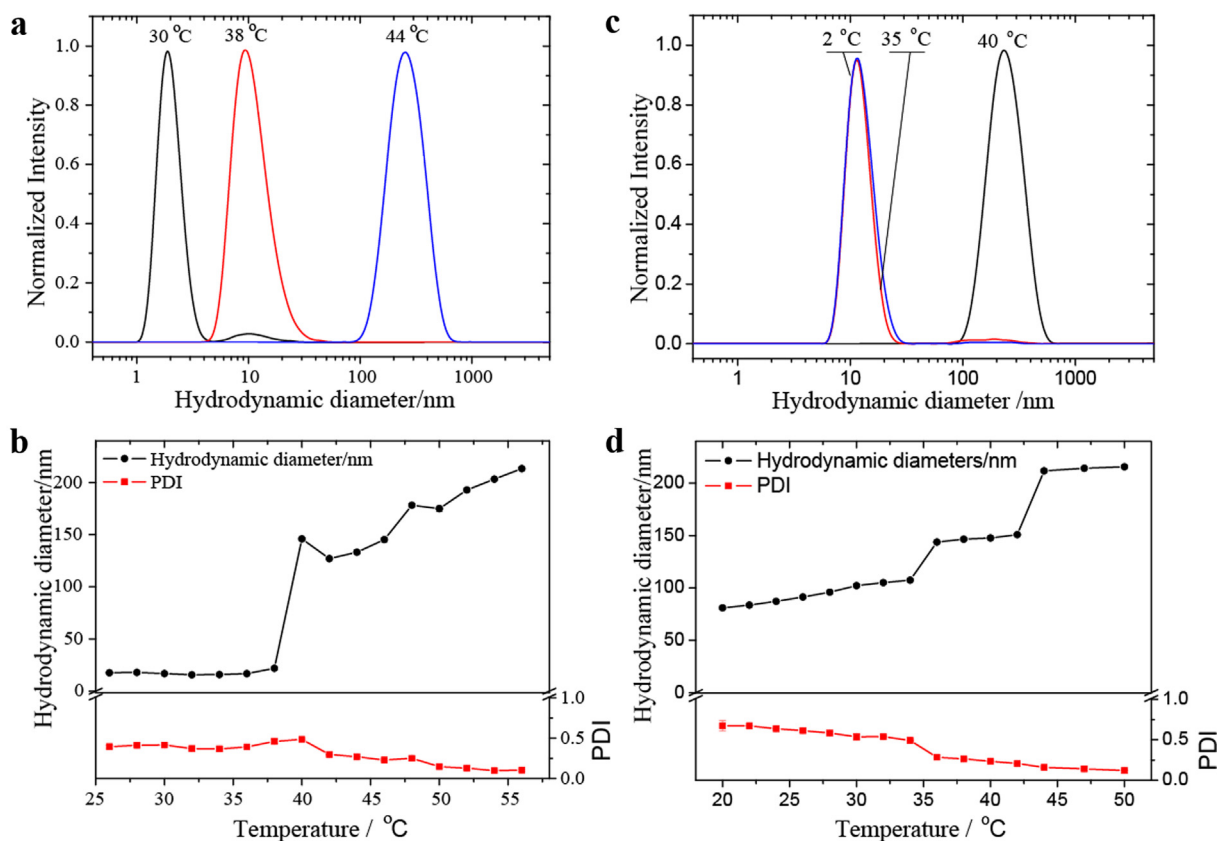 a
30 °C
38 °C
44 °C
1.0
0.8
0.6
0.4
0.2
0.0
Normalized Intensity
1
10
100
1000
Hydrodynamic diameter/nm
c
2 °C
35 °C
40 °C
1.0
0.8
0.6
0.4
0.2
0.0
Normalized Intensity
1
10
100
1000
Hydrodynamic diameter /nm
b
Hydrodynamic diameter/nm
PDI
200
150
100
50
0
Hydrodynamic diameter/nm
1.0
0.5
0.0
PDI
25
30
35
40
45
50
55
Temperature / °C
d
Hydrodynamic diameters/nm
PDI
200
150
100
50
0
Hydrodynamic diameter/nm
1.0
0.5
0.0
PDI
20
25
30
35
40
45
50
Temperature / °C